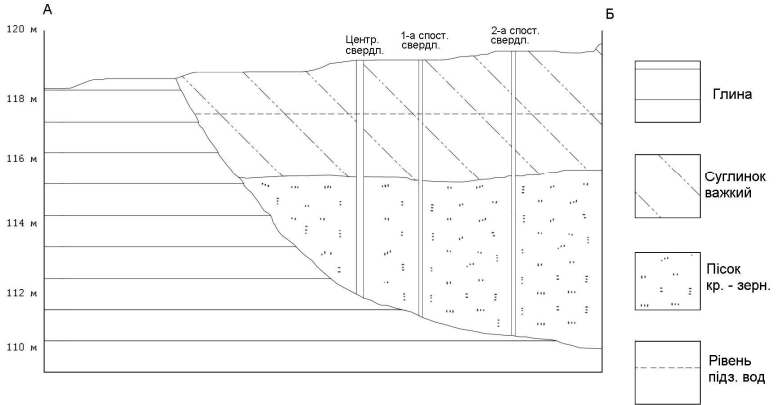 А
Б
120 м
118 м
116 м
114 м
112 м
110 м
Центр.
свердл.
1-а спост.
свердл.
2-а спост.
свердл.
Глина
Суглинок
важкий
Пісок
кр. - зерн.
Рівень
підз. вод